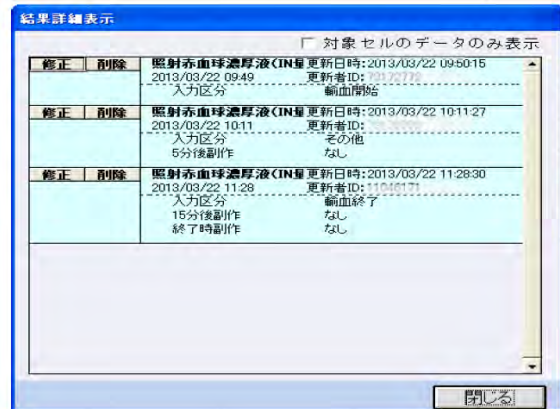 結果詳細表示
対象セルのデータのみ表示
修正 削除 照射赤血球濃厚液(IN量 更新日時:2013/03/22 09:50:15
2013/03/22 09:49 更新者ID:
入力区分 輸血開始
修正 削除 照射赤血球濃厚液(IN量 更新日時:2013/03/22 10:11:27
2013/03/22 10:11 更新者ID:
入力区分 その他
5分後副作 なし
修正 削除 照射赤血球濃厚液(IN量 更新日時:2013/03/22 11:28:30
2013/03/22 11:28 更新者ID:
入力区分 輸血終了
15分後副作 なし
終了時副作 なし
閉じる